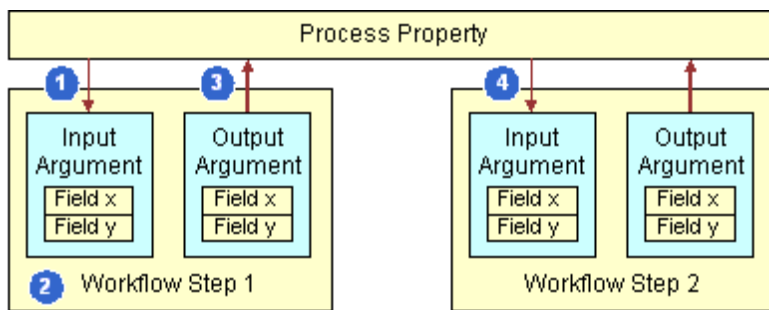 Process Property
1
3
4
Input
Argument
Field x
Field y
Output
Argument
Field x
Field y
2 Workflow Step 1
Input
Argument
Field x
Field y
Output
Argument
Field x
Field y
Workflow Step 2